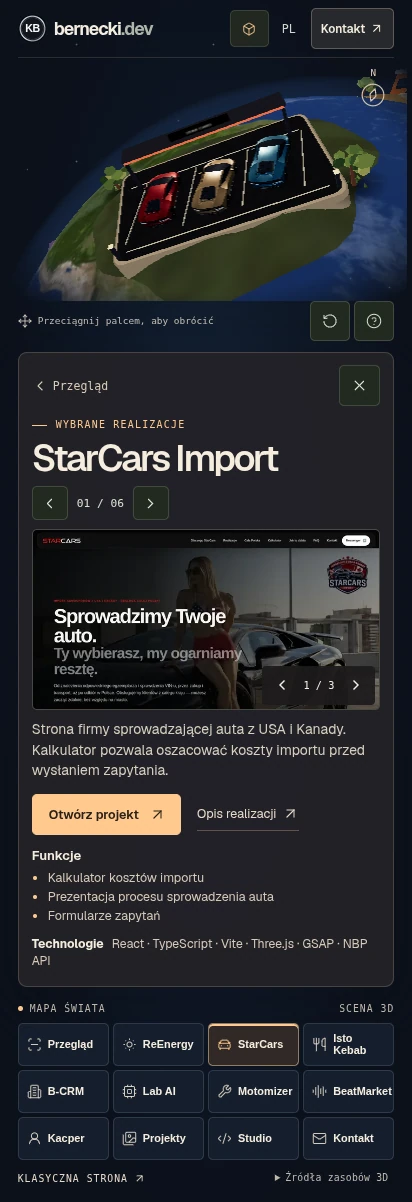 KB bernecki.dev PL Kontakt
N
Przeciągnij palcem, aby obrócić
Przegląd
WYBRANE REALIZACJE
StarCars Import
01 / 06
STARCARS
Sprowadzimy Twoje
auto.
Ty wybierasz, my ogarniamy
resztę.
1 / 3
Strona firmy sprowadzającej auta z USA i Kanady.
Kalkulator pozwala oszacować koszty importu przed
wysłaniem zapytania.
Otwórz projekt Opis realizacji
Funkcje
• Kalkulator kosztów importu
• Prezentacja procesu sprowadzenia auta
• Formularze zapytań
Technologie React · TypeScript · Vite · Three.js · GSAP · NBP
API
MAPA ŚWIATA SCENA 3D
Przegląd ReEnergy StarCars Isto
Kebab
B-CRM Lab AI Motomizer BeatMarket
Kacper Projekty Studio Kontakt
KLASYCZNA STRONA Źródła zasobów 3D